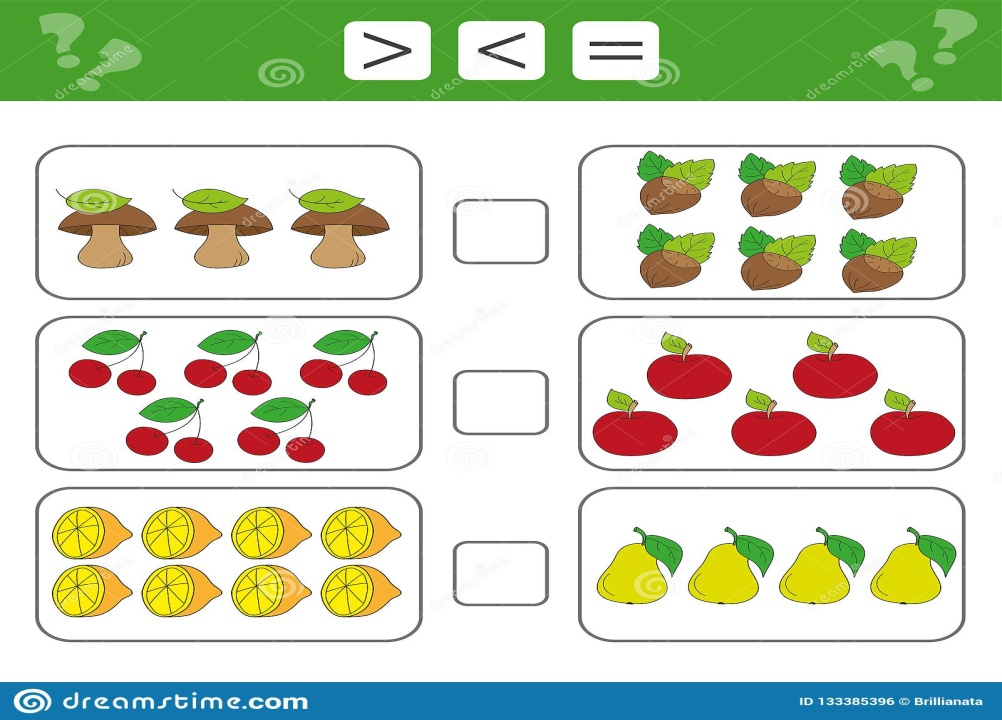 > < =
dreamstime.com
ID 133385396 © Brillianata